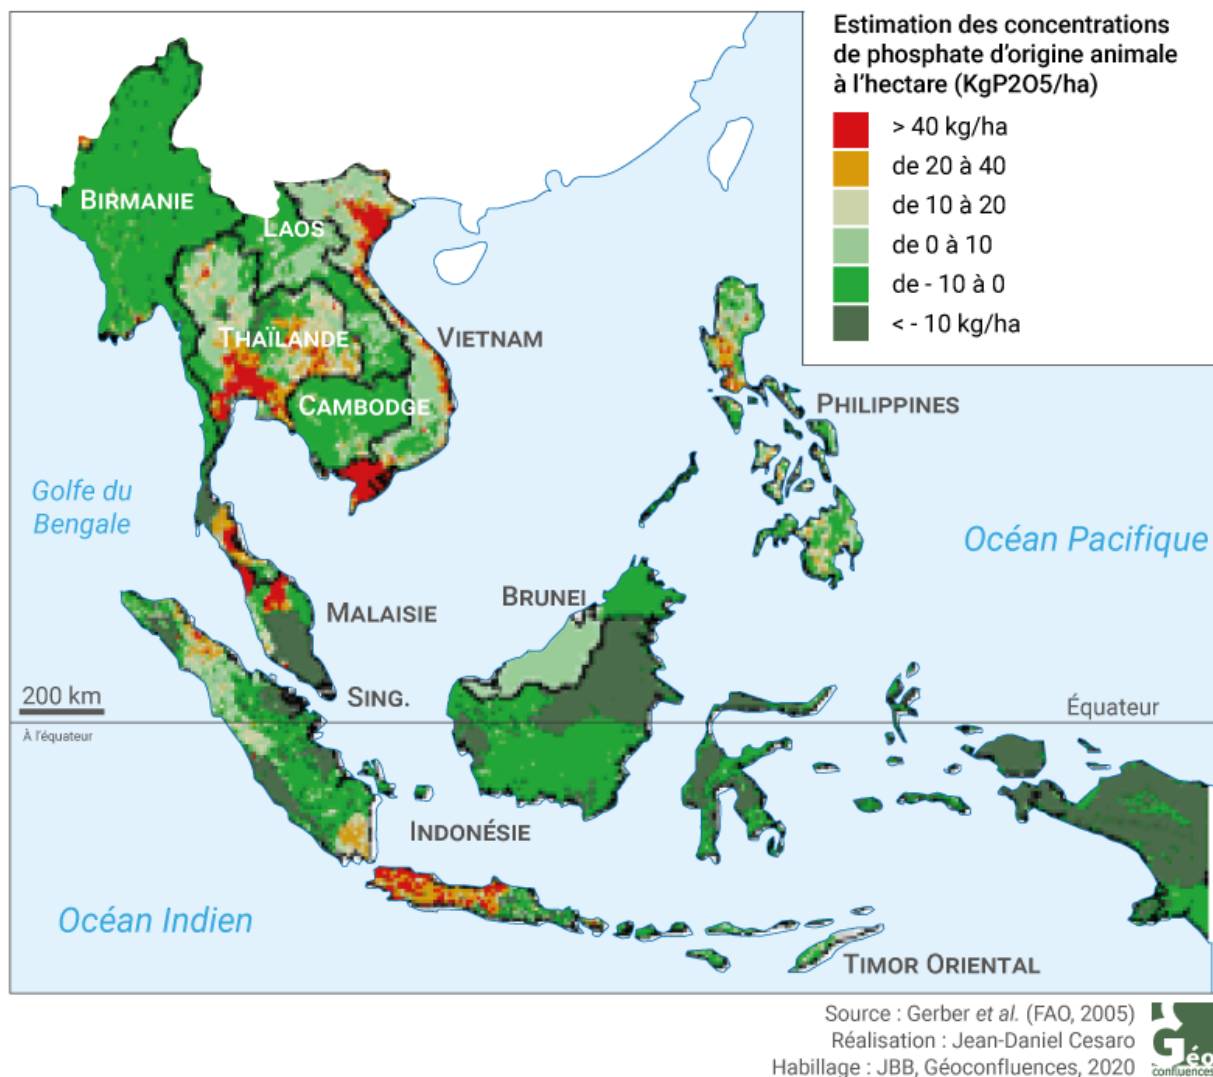 Estimation des concentrations
de phosphate d'origine animale
à l'hectare (KgP2O5/ha)
> 40 kg/ha
de 20 à 40
de 10 à 20
de 0 à 10
de - 10 à 0
< - 10 kg/ha
BIRMANIE
LAOS
THAÏLANDE
VIETNAM
CAMBODGE
PHILIPPINES
Golfe du
Bengale
Océan Pacifique
BRUNEI
MALAISIE
200 km
SING.
Équateur
À l'équateur
INDONÉSIE
Océan Indien
TIMOR ORIENTAL
Source : Gerber et al. (FAO, 2005)
Réalisation : Jean-Daniel Cesaro
Habillage : JBB, Géoconfluences, 2020
Géo
confluences